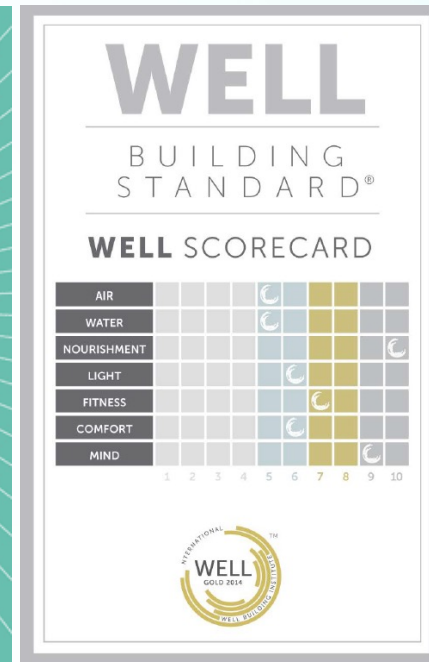 WELL
BUILDING
STANDARD®
WELL SCORECARD
AIR
WATER
NOURISHMENT
LIGHT
FITNESS
COMFORT
MIND
1 2 3 4 5 6 7 8 9 10
INTERNATIONAL
WELL BUILDING INSTITUTE
TM
WELL
GOLD 2014